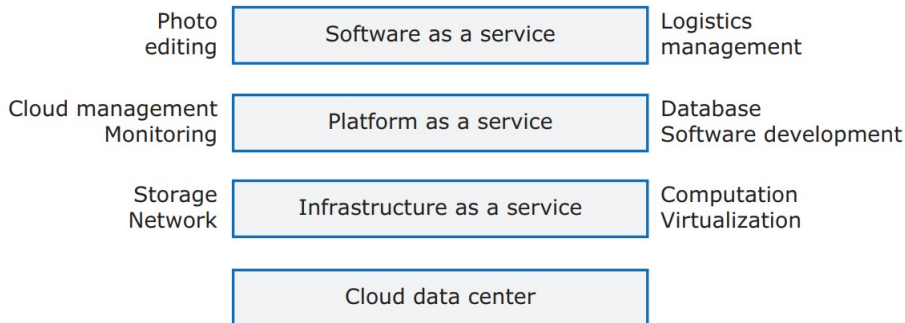 Photo
editing
Software as a service
Logistics
management
Cloud management
Monitoring
Platform as a service
Database
Software development
Storage
Network
Infrastructure as a service
Computation
Virtualization
Cloud data center